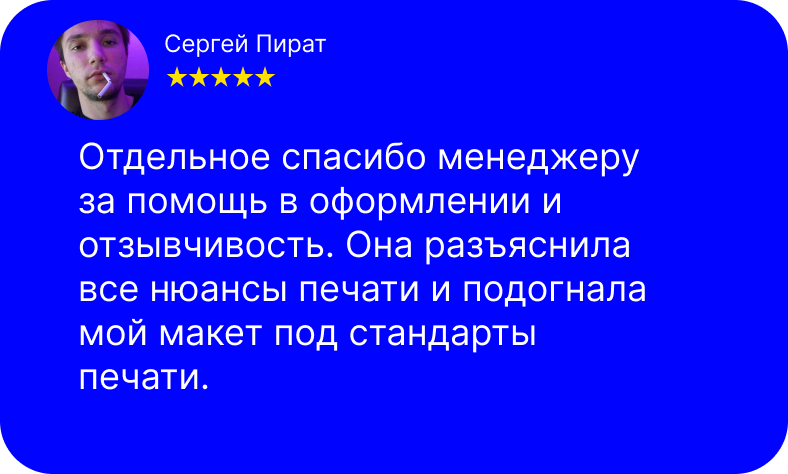 Сергей Пират
★★★★★
Отдельное спасибо менеджеру
за помощь в оформлении и
отзывчивость. Она разъяснила
все нюансы печати и подогнала
мой макет под стандарты
печати.